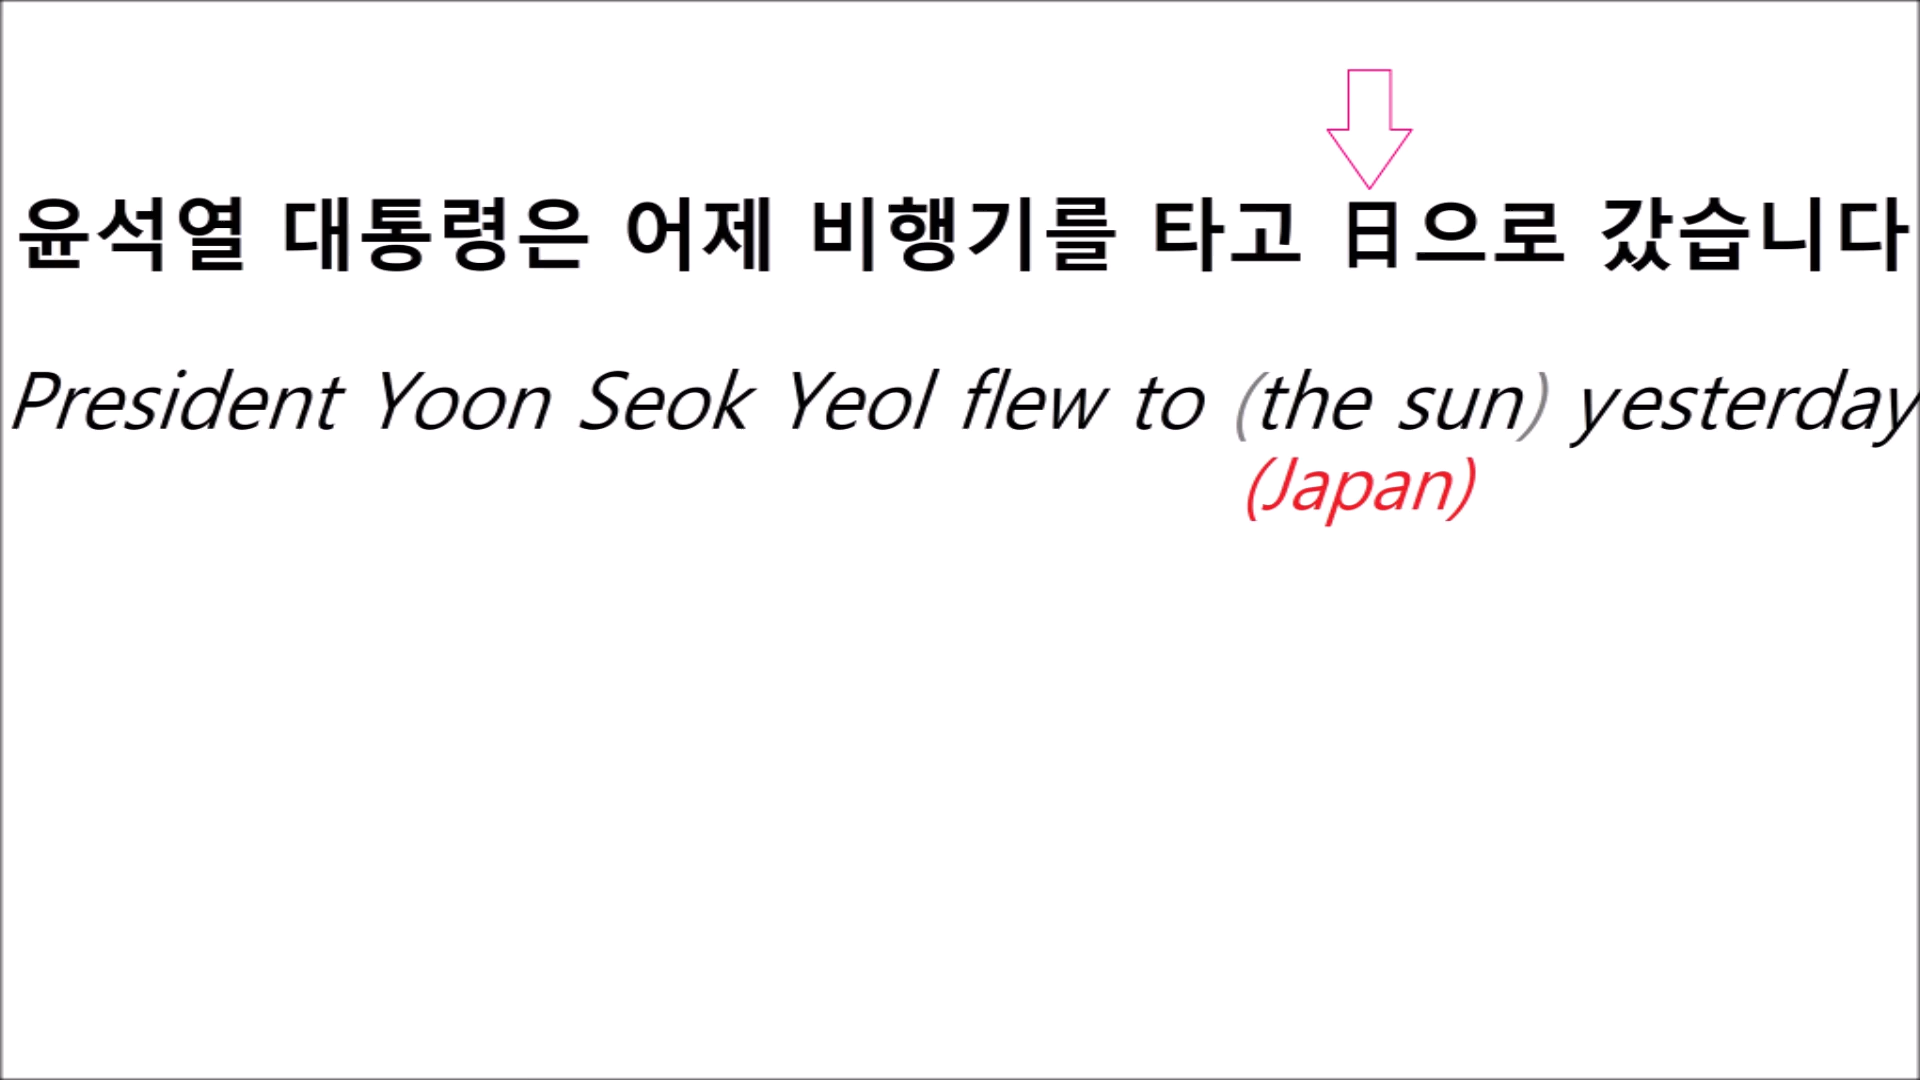 윤석열 대통령은 어제 비행기를 타고 日으로 갔습니다
President Yoon Seok Yeol flew to (the sun) yesterday
(Japan)